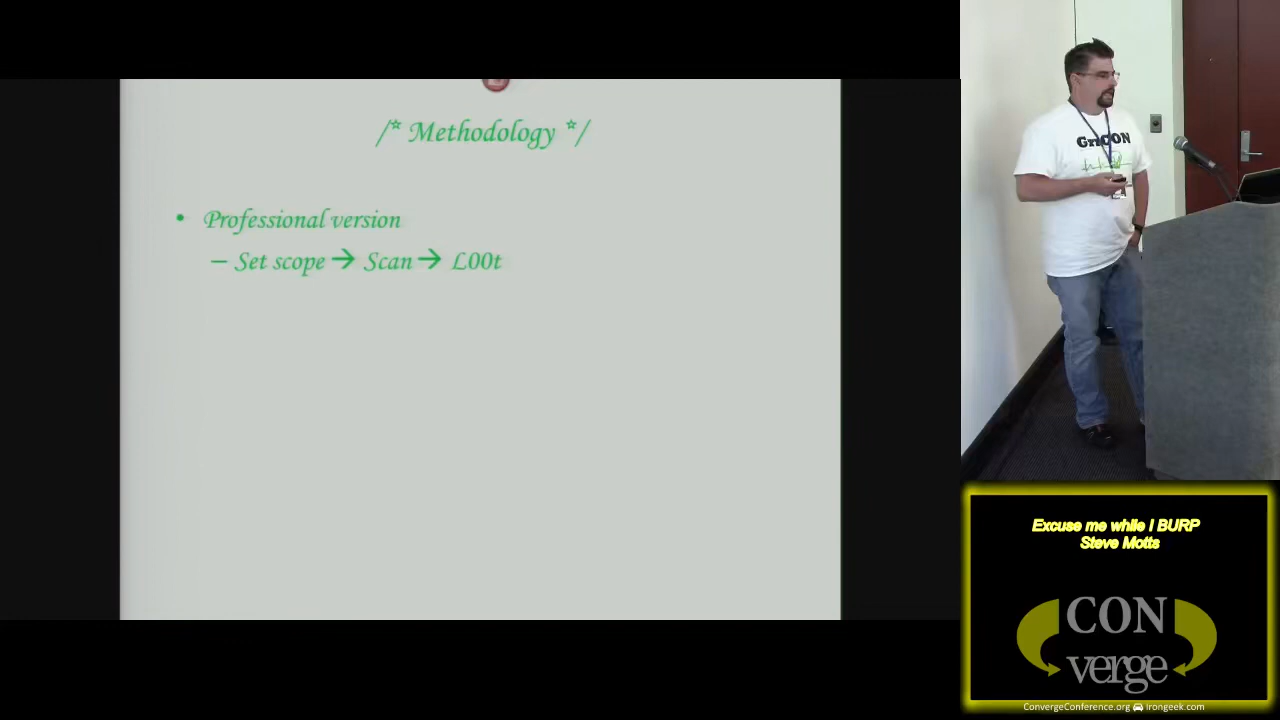 /* Methodology */
• Professional version
– Set scope → Scan → L00t
GrrCON
Excuse me while I BURP
Steve Motts
CON
verge
ConvergeConference.org Irongeek.com